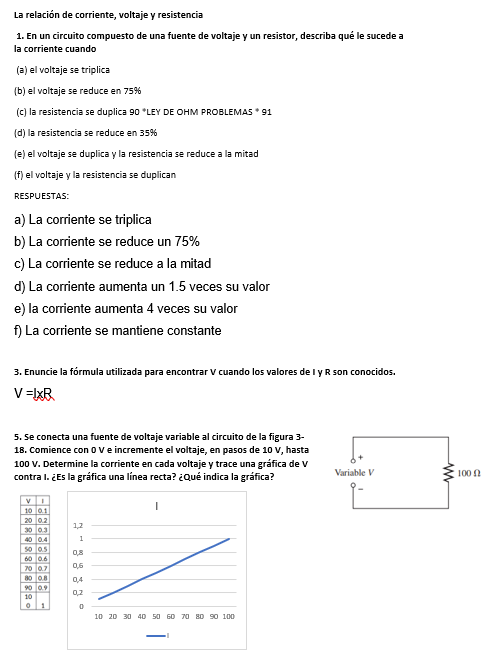 La relación de corriente, voltaje y resistencia
1. En un circuito compuesto de una fuente de voltaje y un resistor, describa qué le sucede a
la corriente cuando
(a) el voltaje se triplica
(b) el voltaje se reduce en 75%
(c) la resistencia se duplica 90 *LEY DE OHM PROBLEMAS * 91
(d) la resistencia se reduce en 35%
(e) el voltaje se duplica y la resistencia se reduce a la mitad
(f) el voltaje y la resistencia se duplican
RESPUESTAS:
a) La corriente se triplica
b) La corriente se reduce un 75%
c) La corriente se reduce a la mitad
d) La corriente aumenta un 1.5 veces su valor
e) la corriente aumenta 4 veces su valor
f) La corriente se mantiene constante
3. Enuncie la fórmula utilizada para encontrar V cuando los valores de I y R son conocidos.
V =IxR
5. Se conecta una fuente de voltaje variable al circuito de la figura 3-
18. Comience con 0 V e incremente el voltaje, en pasos de 10 V, hasta
100 V. Determine la corriente en cada voltaje y trace una gráfica de V
contra I. ¿Es la gráfica una línea recta? ¿Qué indica la gráfica?
+
Variable V
−
100 Ω
V I
10 0.1
20 0.2
30 0.3
40 0.4
50 0.5
60 0.6
70 0.7
80 0.8
90 0.9
10
0 1
I
1,2
1
0,8
0,6
0,4
0,2
0
10 20 30 40 50 60 70 80 90 100
I